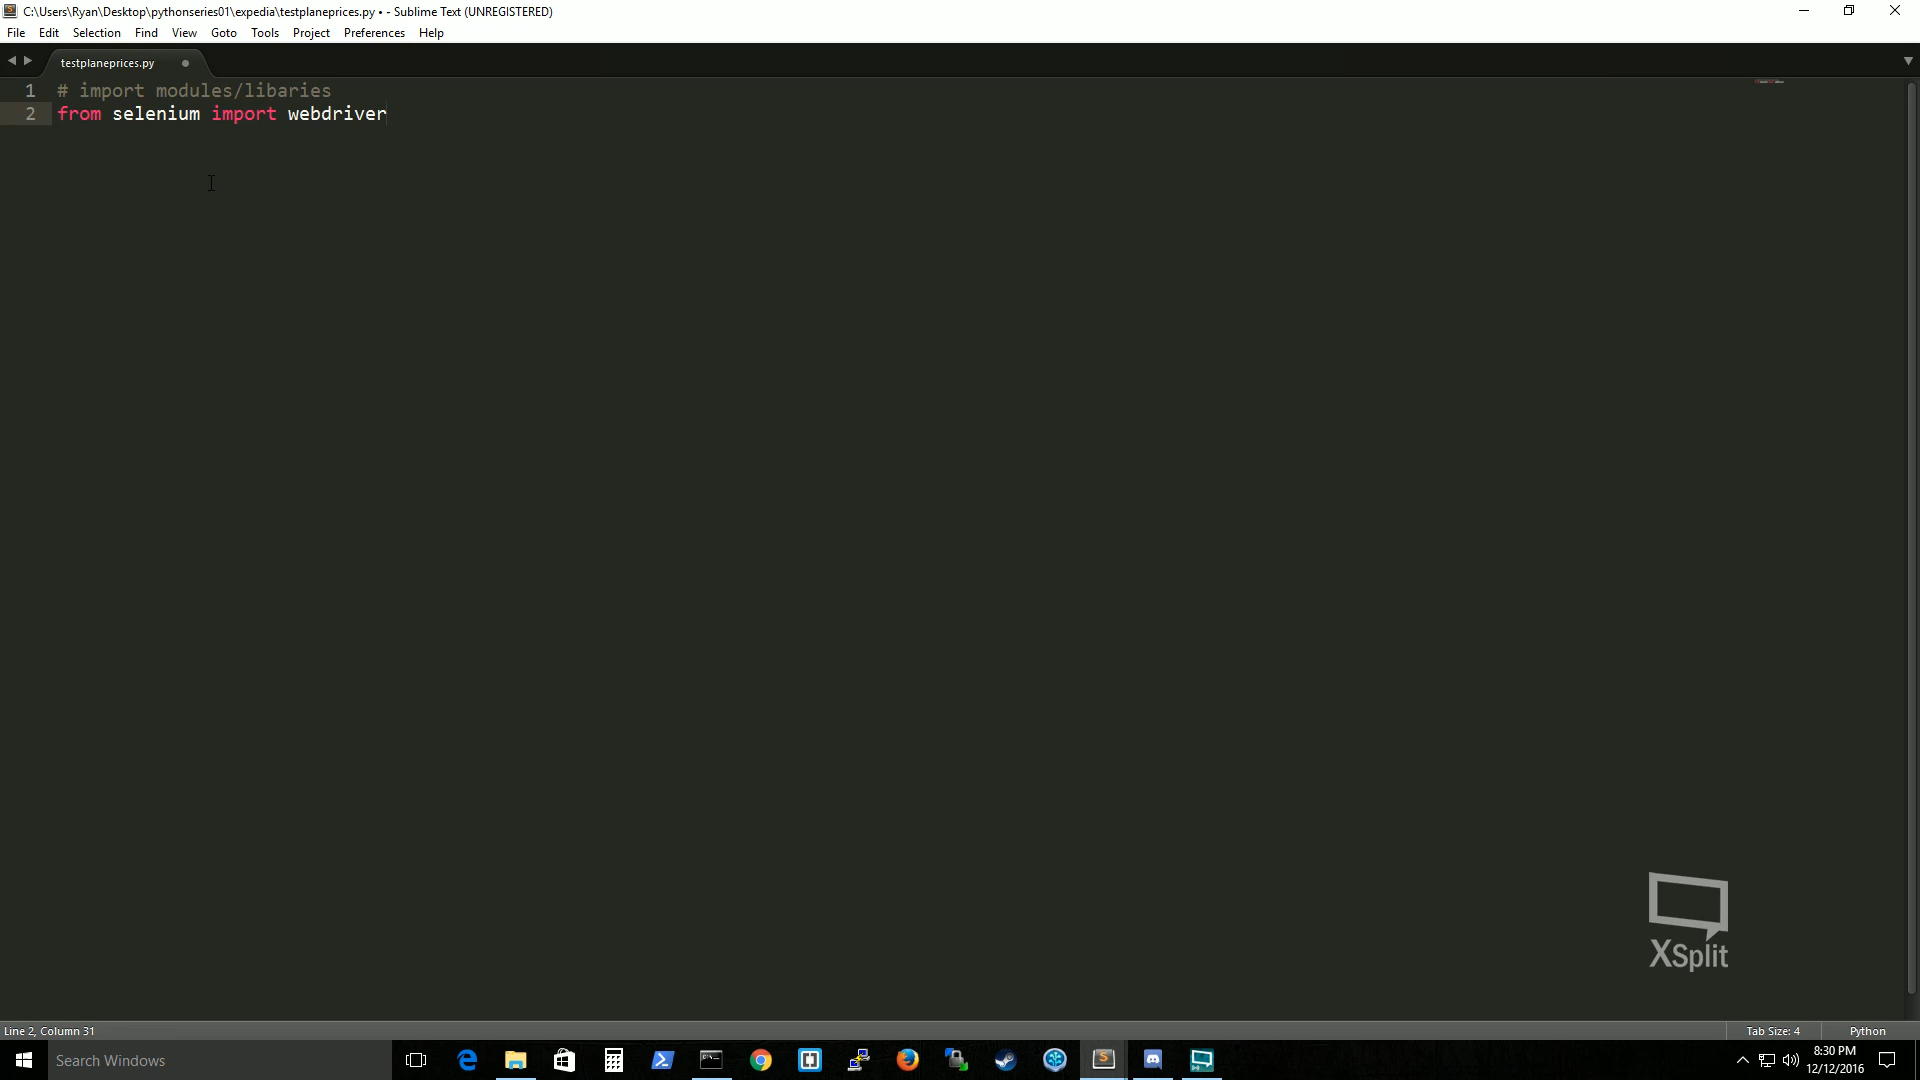 C:\Users\Ryan\Desktop\pythonseries01\expedia\testplaneprices.py • - Sublime Text (UNREGISTERED)
File Edit Selection Find View Goto Tools Project Preferences Help
testplaneprices.py
1 # import modules/libaries
2 from selenium import webdriver
XSplit
Line 2, Column 31 Tab Size: 4 Python
Search Windows
8:30 PM
12/12/2016